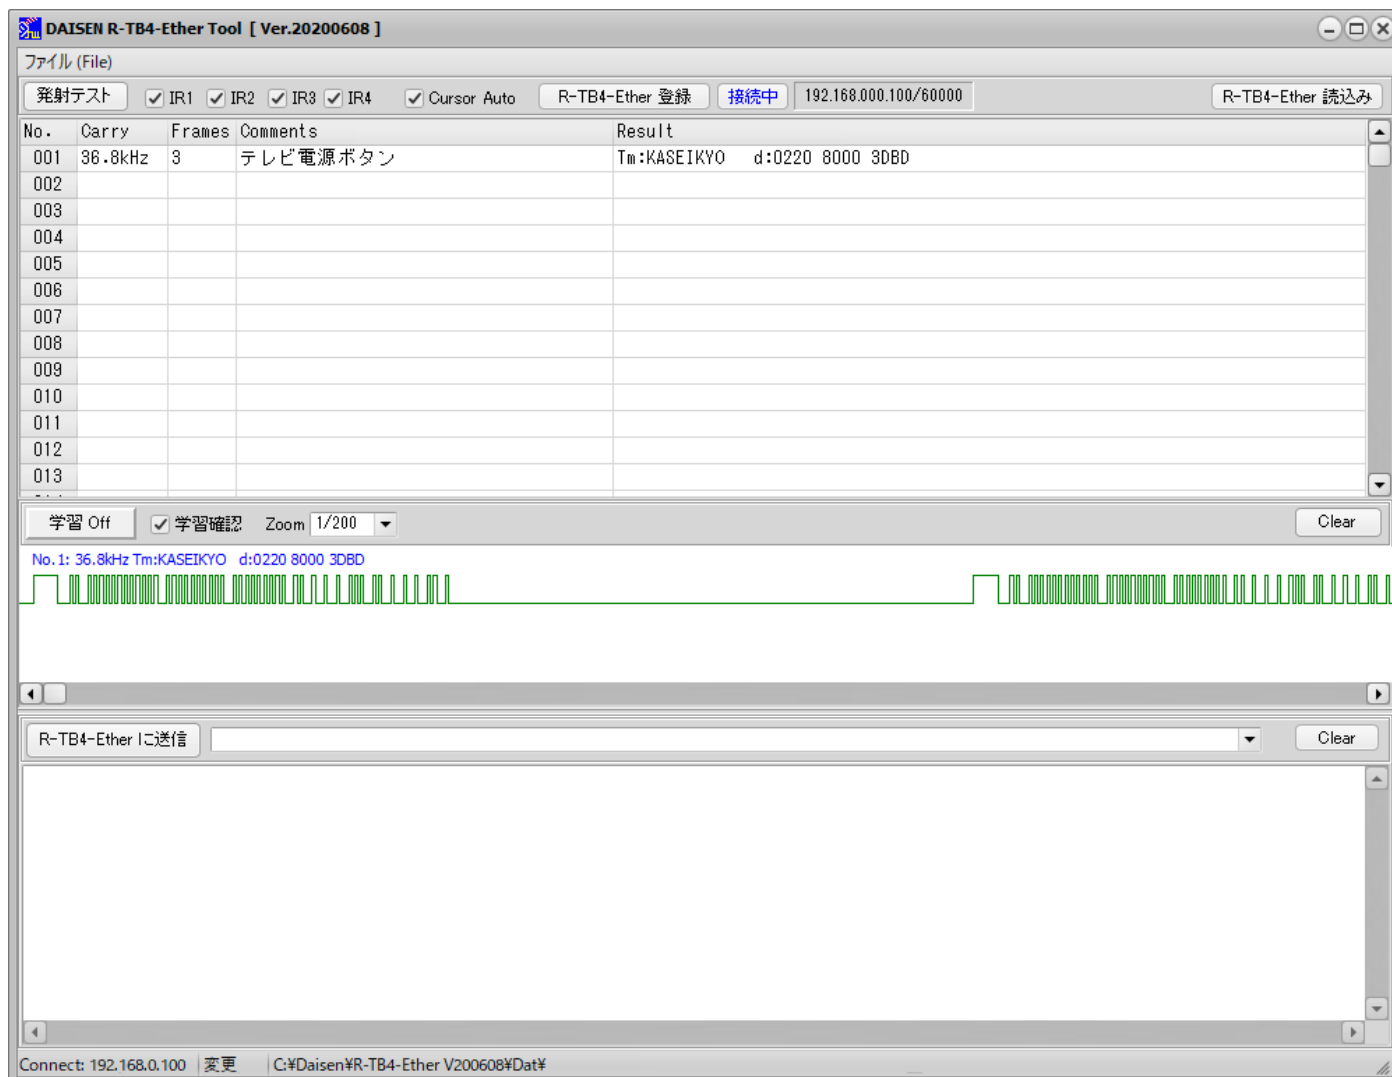 DAISEN R-TB4-Ether Tool [ Ver.20200608 ]
ファイル (File)
発射テスト IR1 IR2 IR3 IR4 Cursor Auto R-TB4-Ether 登録 接続中 192.168.000.100/60000 R-TB4-Ether 読込み
No. Carry Frames Comments Result
001 36.8kHz 3 テレビ電源ボタン Tm:KASEIKYO d:0220 8000 3DBD
002
003
004
005
006
007
008
009
010
011
012
013
学習 Off 学習確認 Zoom 1/200 Clear
No.1: 36.8kHz Tm:KASEIKYO d:0220 8000 3DBD
R-TB4-Ether に送信 Clear
Connect: 192.168.0.100 変更 C:¥Daisen¥R-TB4-Ether V200608¥Dat¥